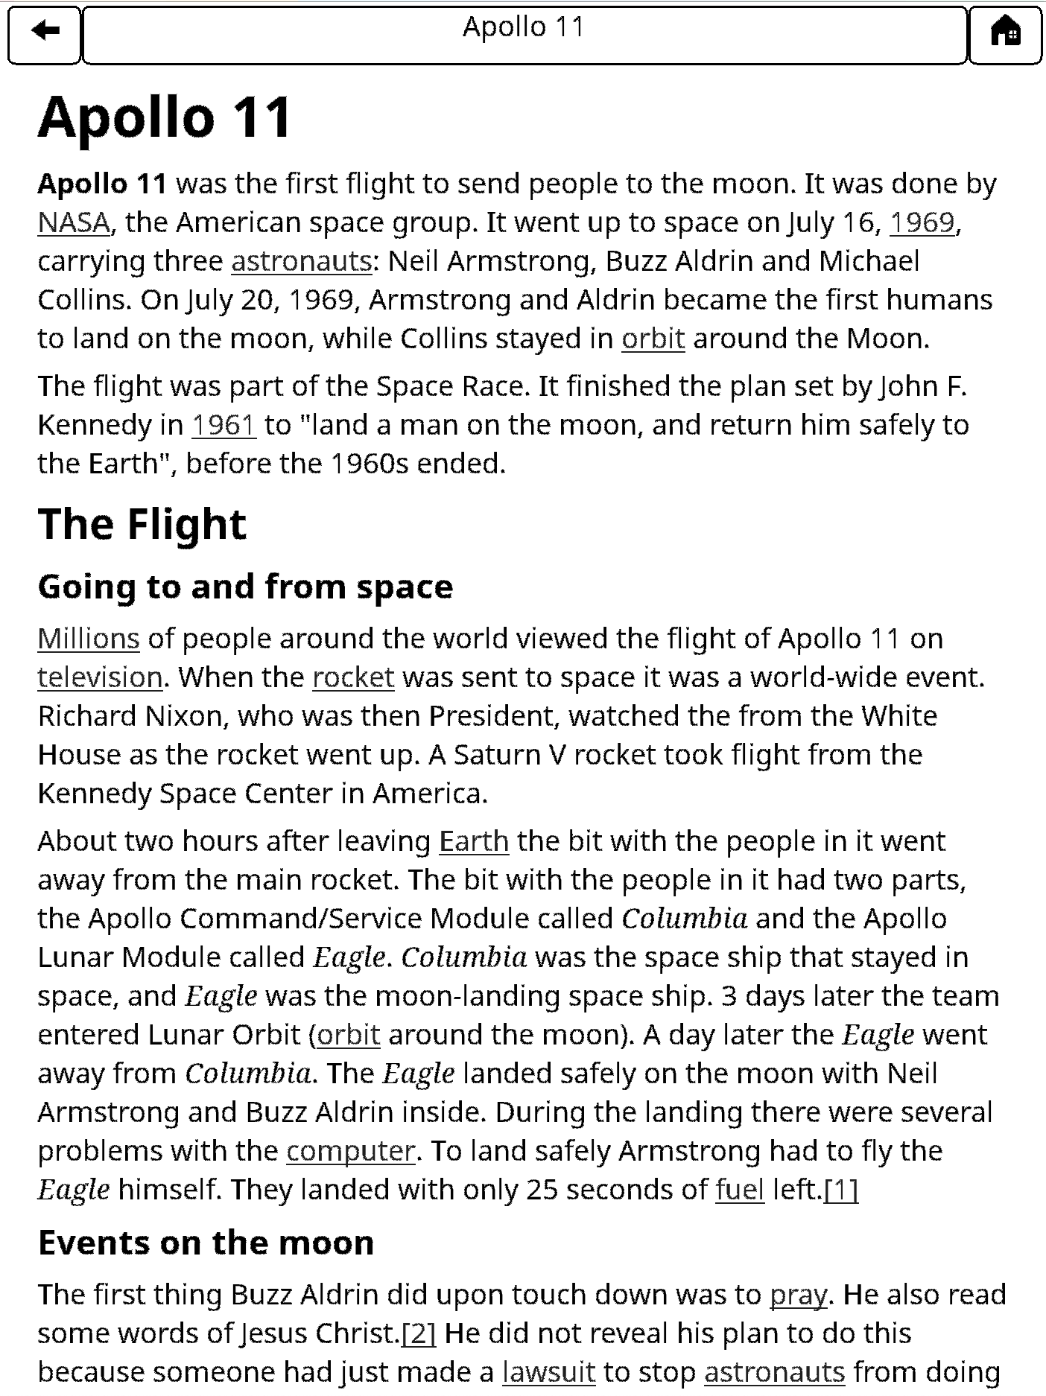 Apollo 11
Apollo 11
Apollo 11 was the first flight to send people to the moon. It was done by
NASA, the American space group. It went up to space on July 16, 1969,
carrying three astronauts: Neil Armstrong, Buzz Aldrin and Michael
Collins. On July 20, 1969, Armstrong and Aldrin became the first humans
to land on the moon, while Collins stayed in orbit around the Moon.
The flight was part of the Space Race. It finished the plan set by John F.
Kennedy in 1961 to "land a man on the moon, and return him safely to
the Earth", before the 1960s ended.
The Flight
Going to and from space
Millions of people around the world viewed the flight of Apollo 11 on
television. When the rocket was sent to space it was a world-wide event.
Richard Nixon, who was then President, watched the from the White
House as the rocket went up. A Saturn V rocket took flight from the
Kennedy Space Center in America.
About two hours after leaving Earth the bit with the people in it went
away from the main rocket. The bit with the people in it had two parts,
the Apollo Command/Service Module called Columbia and the Apollo
Lunar Module called Eagle. Columbia was the space ship that stayed in
space, and Eagle was the moon-landing space ship. 3 days later the team
entered Lunar Orbit (orbit around the moon). A day later the Eagle went
away from Columbia. The Eagle landed safely on the moon with Neil
Armstrong and Buzz Aldrin inside. During the landing there were several
problems with the computer. To land safely Armstrong had to fly the
Eagle himself. They landed with only 25 seconds of fuel left.[1]
Events on the moon
The first thing Buzz Aldrin did upon touch down was to pray. He also read
some words of Jesus Christ.[2] He did not reveal his plan to do this
because someone had just made a lawsuit to stop astronauts from doing